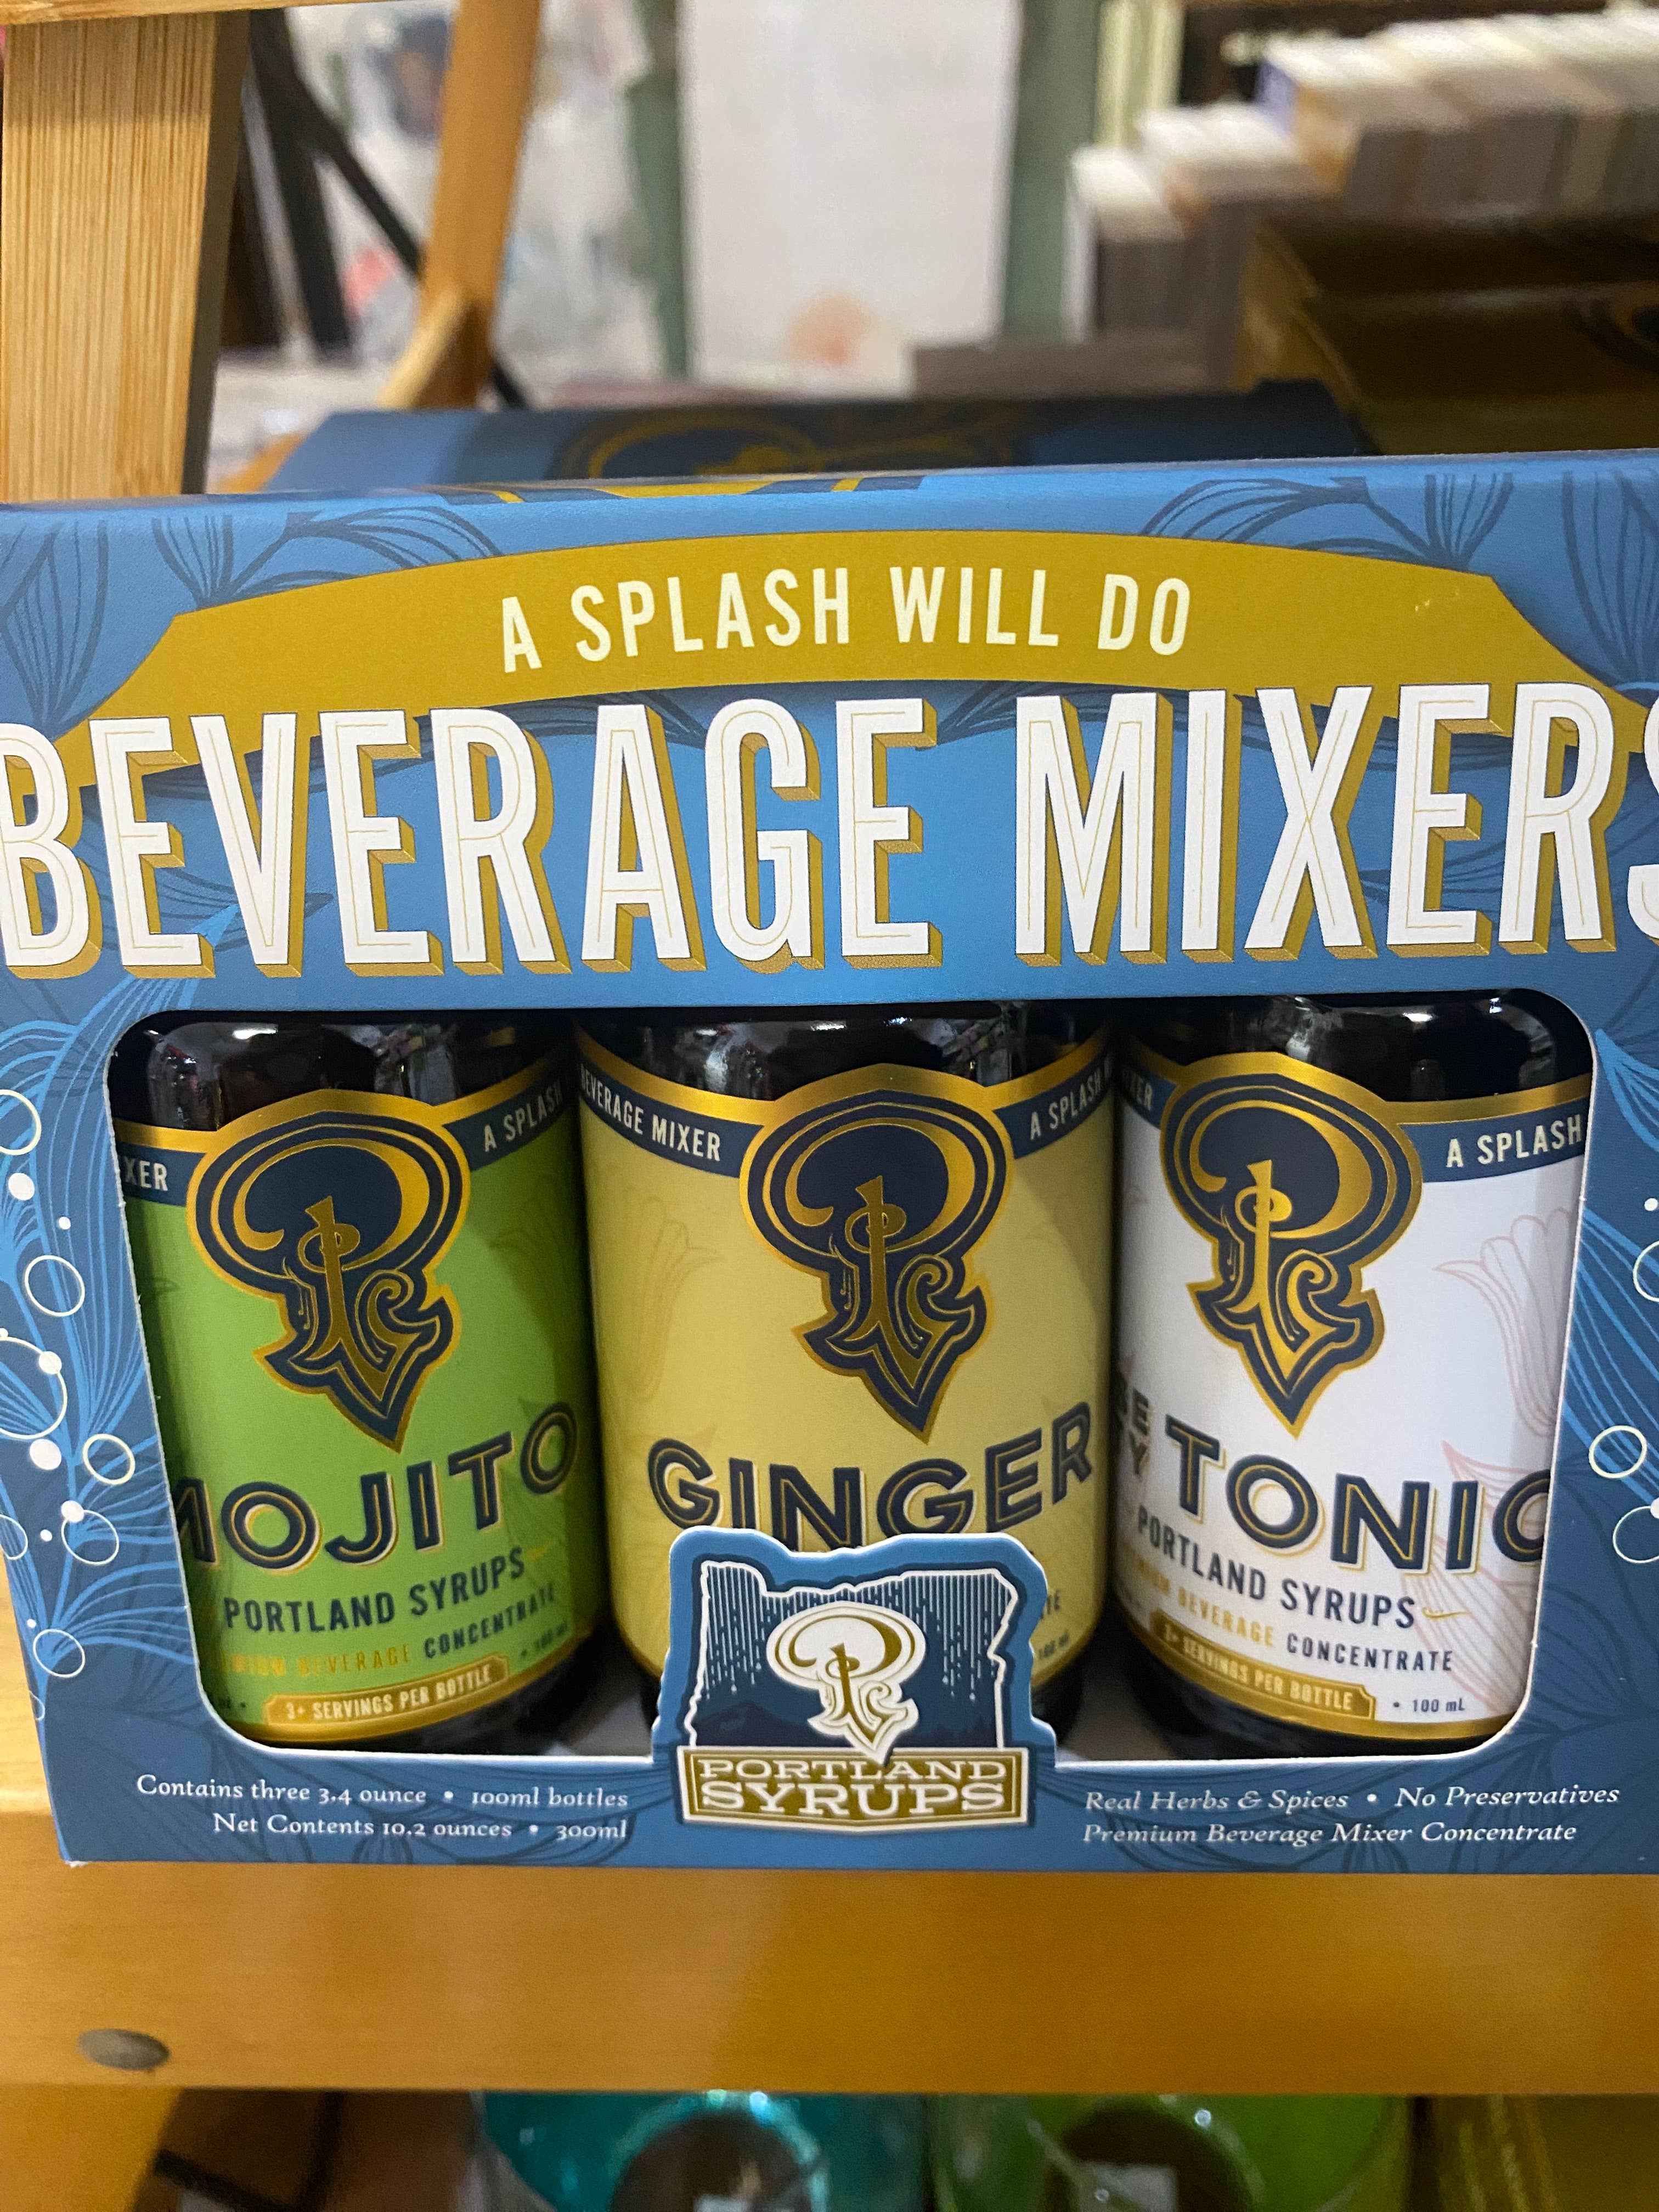 A SPLASH WILL DO
BEVERAGE MIXERS
XER
A SPLASH
MOJITO
PORTLAND SYRUPS
BEVERAGE CONCENTRATE
3+ SERVINGS PER BOTTLE
BEVERAGE MIXER
A SPLASH
GINGER
A SPLASH
TONIC
PORTLAND SYRUPS
BEVERAGE CONCENTRATE
3+ SERVINGS PER BOTTLE • 100 mL
PORTLAND
SYRUPS
Contains three 3.4 ounce • 100ml bottles
Net Contents 10.2 ounces • 300ml
Real Herbs & Spices • No Preservatives
Premium Beverage Mixer Concentrate